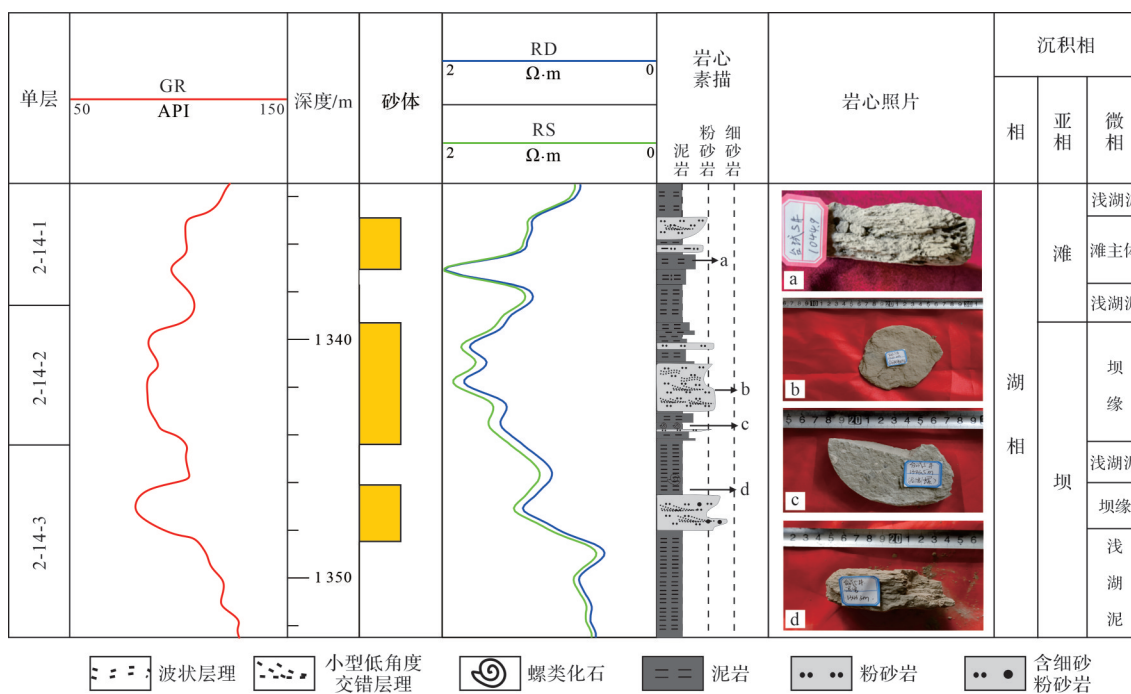 单层
GR
50
150
API
深度/m
砂体
RD
2
0
Ω·m
RS
2
0
Ω·m
岩心
素描
泥岩
粉砂岩
细砂岩
岩心照片
沉积相
相
亚相
微相
2-14-1
2-14-2
2-14-3
1 340
1 350
a
b
c
d
a
b
c
d
湖相
滩
坝
浅湖泥
滩主体
浅湖泥
坝缘
浅湖泥
坝缘
浅湖泥
波状层理
小型低角度
交错层理
螺类化石
泥岩
粉砂岩
含细砂
粉砂岩